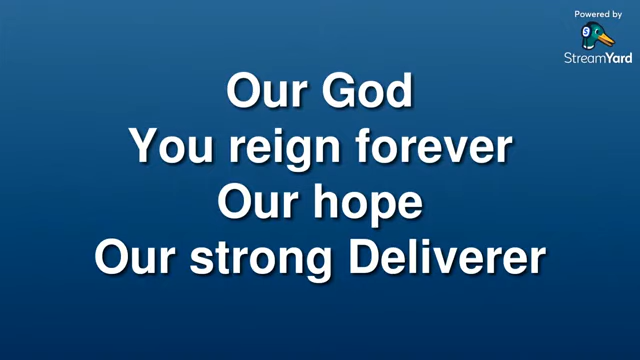 Powered by
StreamYard
Our God
You reign forever
Our hope
Our strong Deliverer